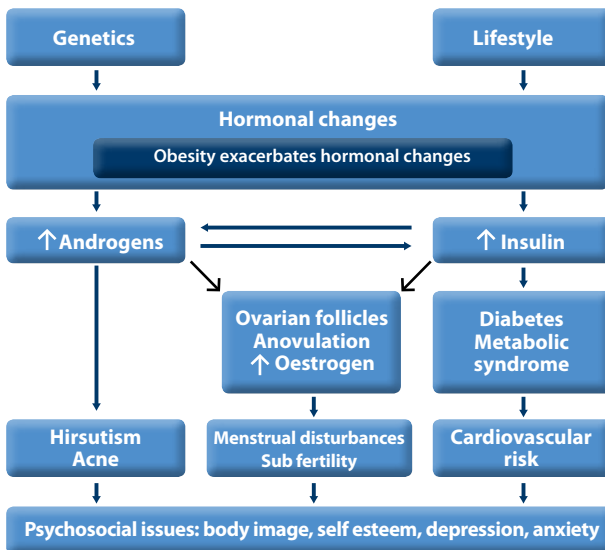 Genetics
Lifestyle
Hormonal changes
Obesity exacerbates hormonal changes
↑ Androgens
↑ Insulin
Ovarian follicles
Anovulation
↑ Oestrogen
Diabetes
Metabolic
syndrome
Hirsutism
Acne
Menstrual disturbances
Sub fertility
Cardiovascular
risk
Psychosocial issues: body image, self esteem, depression, anxiety